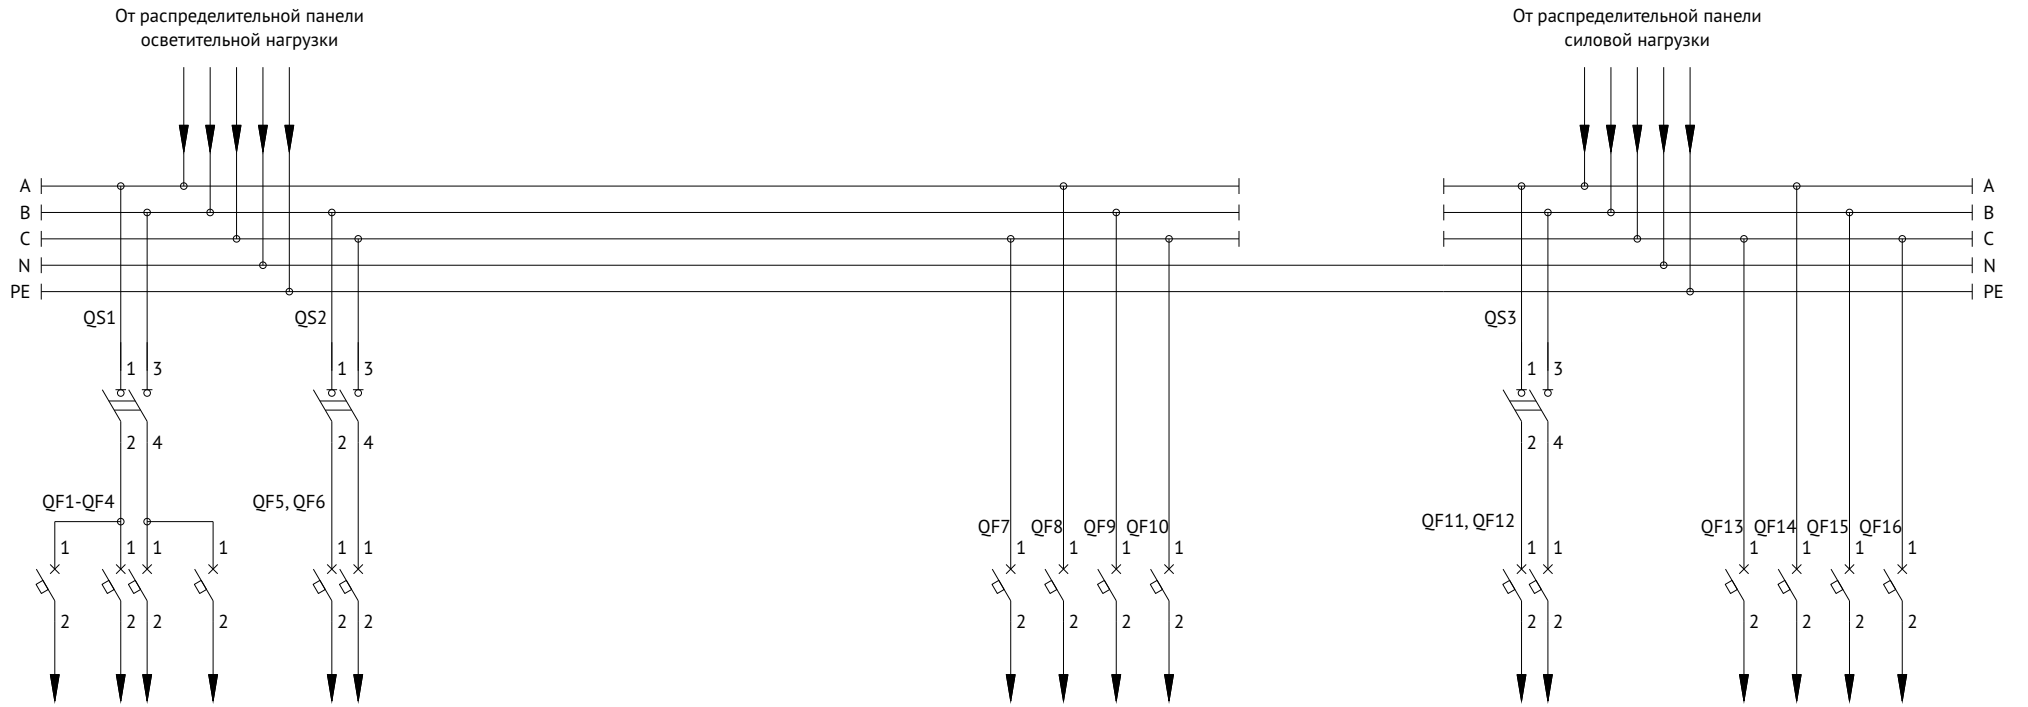 От распределительной панели
осветительной нагрузки
От распределительной панели
силовой нагрузки
A A
B B
C C
N N
PE PE
QS1 QS2 QS3
1 3 1 3 1 3
2 4 2 4 2 4
QF1-QF4 QF5, QF6
QF11, QF12
QF7 QF8 QF9 QF10 QF13 QF14 QF15 QF16
1 1 1 1 1 1 1 1 1 1 1 1 1 1 1 1
2 2 2 2 2 2 2 2 2 2 2 2 2 2 2 2